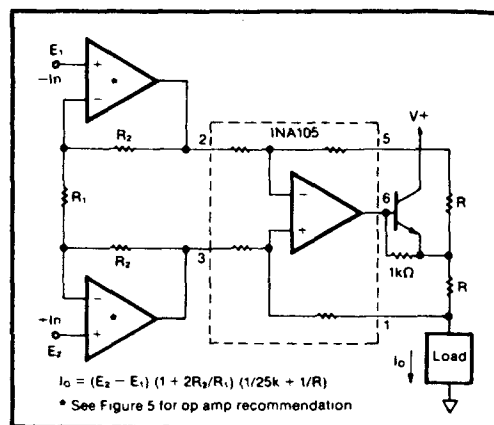 E1
-In
*
R2
R1
R2
*
+In
E2
2
INA105
5
3
6
1
V+
R
1kΩ
R
IO
Load
IO = (E2 − E1) (1 + 2R2/R1) (1/25k + 1/R)
* See Figure 5 for op amp recommendation